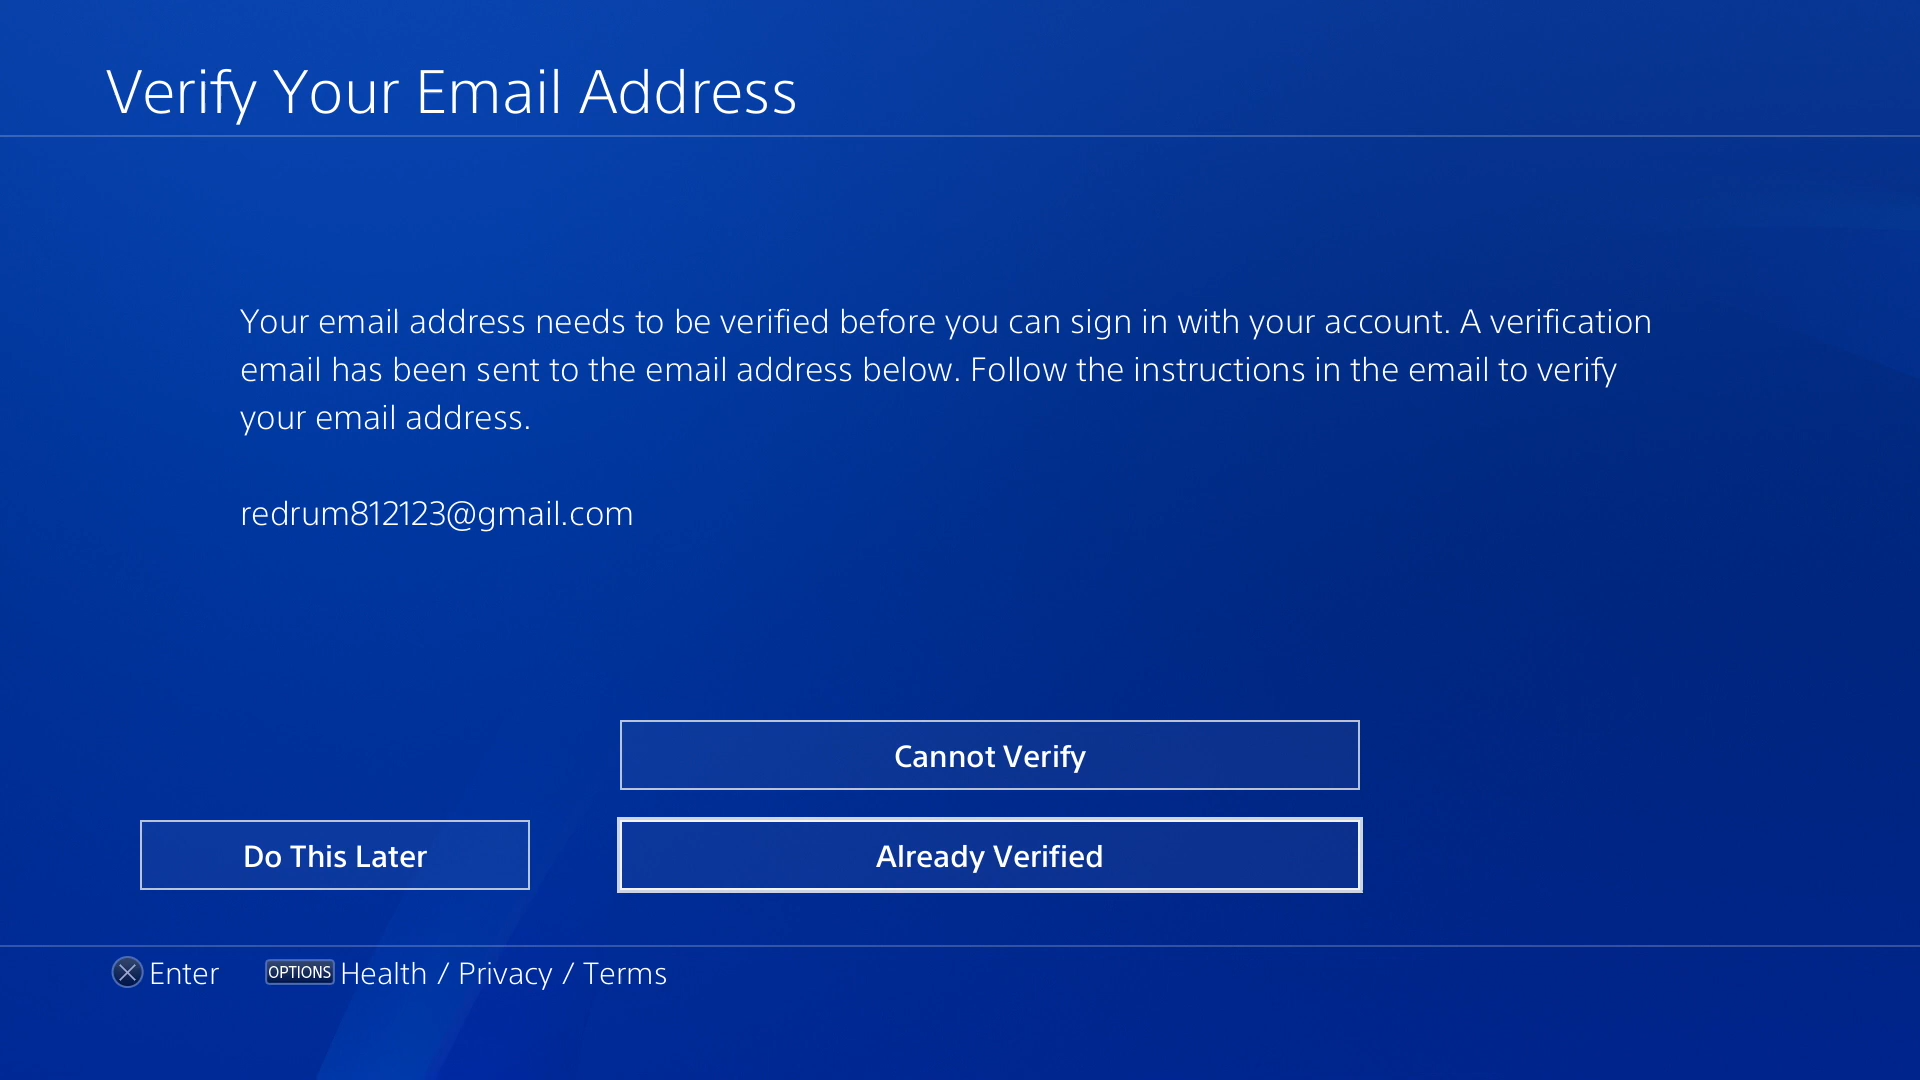 Verify Your Email Address
Your email address needs to be verified before you can sign in with your account. A verification
email has been sent to the email address below. Follow the instructions in the email to verify
your email address.
redrum812123@gmail.com
Cannot Verify
Do This Later
Already Verified
Enter
OPTIONS Health / Privacy / Terms